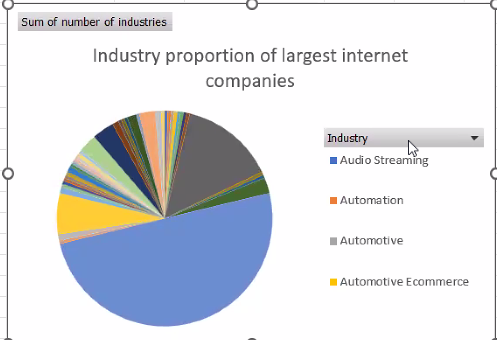 Sum of number of industries
Industry proportion of largest internet
companies
Industry
Audio Streaming
Automation
Automotive
Automotive Ecommerce